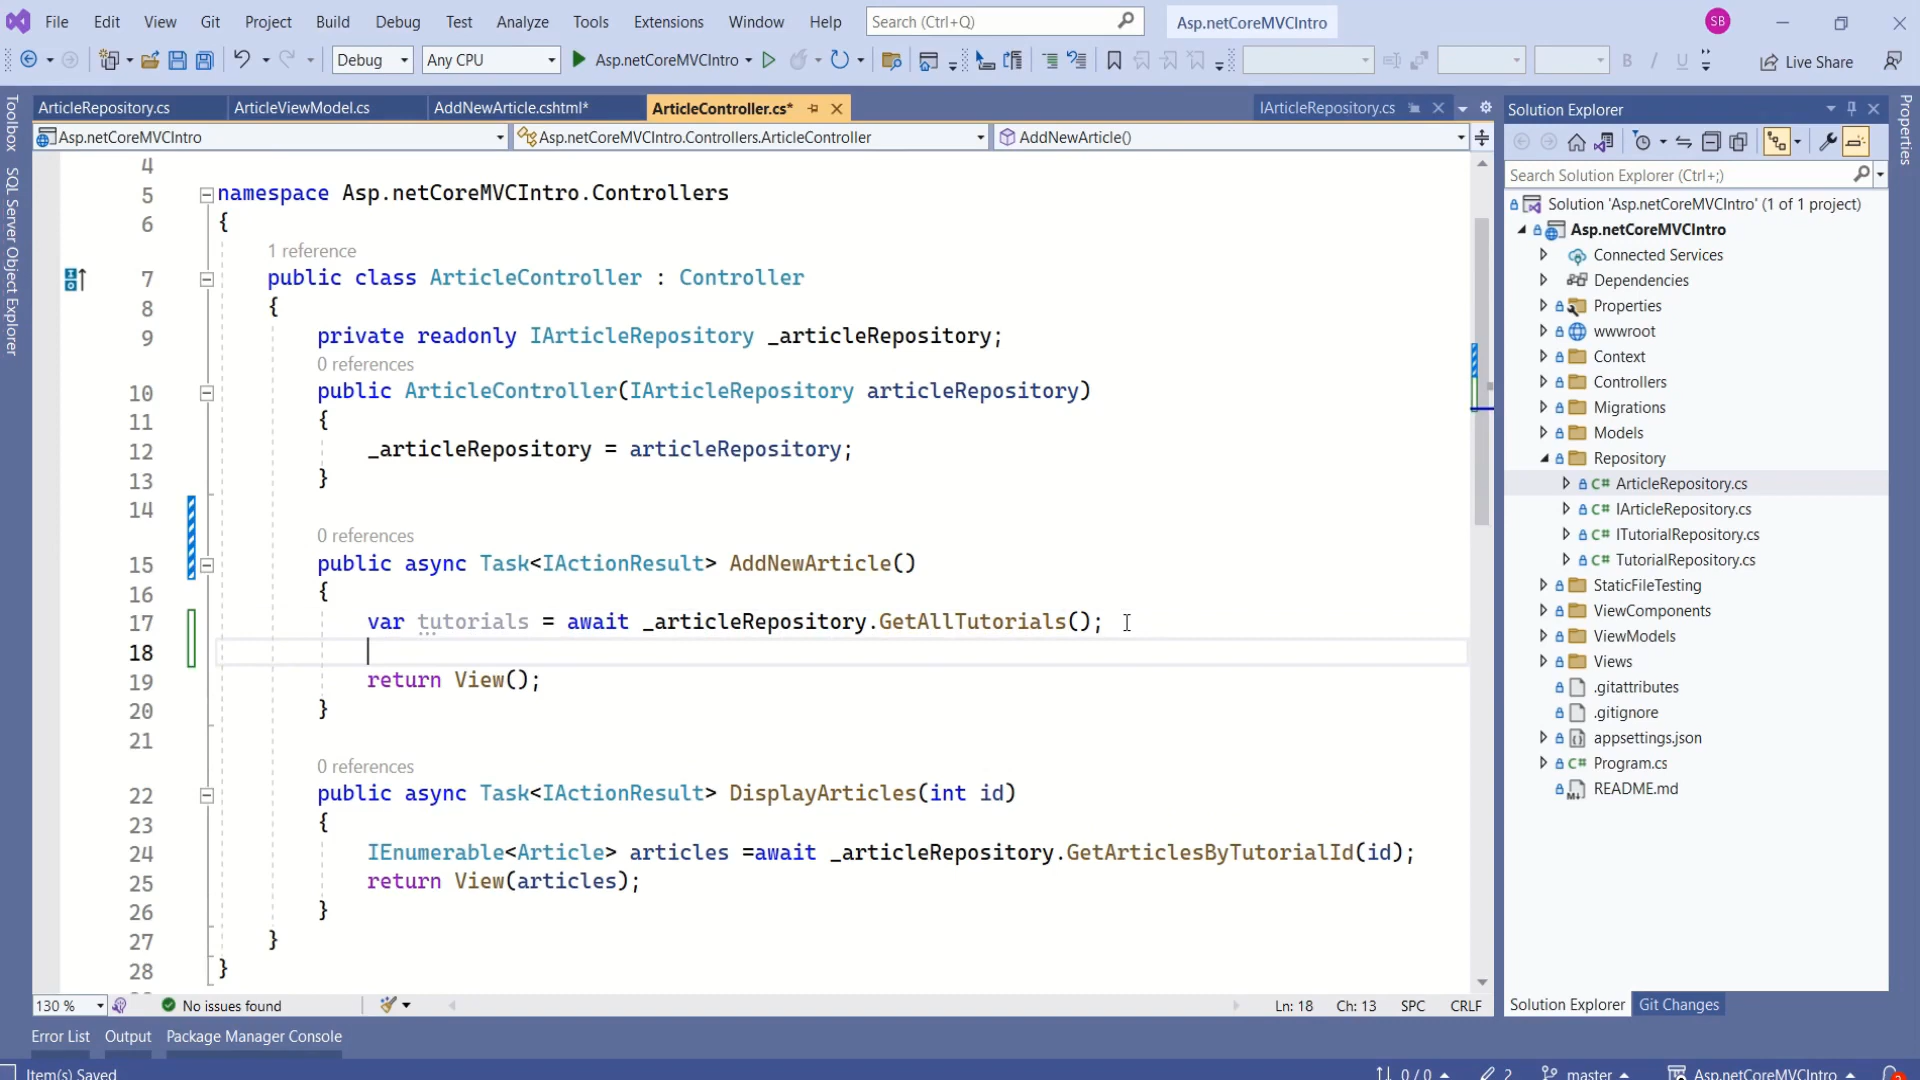 File Edit View Git Project Build Debug Test Analyze Tools Extensions Window Help Search (Ctrl+Q) Asp.netCoreMVCIntro SB
Debug Any CPU Asp.netCoreMVCIntro Live Share
Toolbox
SQL Server Object Explorer
ArticleRepository.cs ArticleViewModel.cs AddNewArticle.cshtml* ArticleController.cs* IArticleRepository.cs
Asp.netCoreMVCIntro Asp.netCoreMVCIntro.Controllers.ArticleController AddNewArticle()
4
5 namespace Asp.netCoreMVCIntro.Controllers
6 {
1 reference
7 public class ArticleController : Controller
8 {
9 private readonly IArticleRepository _articleRepository;
0 references
10 public ArticleController(IArticleRepository articleRepository)
11 {
12 _articleRepository = articleRepository;
13 }
14
0 references
15 public async Task<IActionResult> AddNewArticle()
16 {
17 var tutorials = await _articleRepository.GetAllTutorials();
18
19 return View();
20 }
21
0 references
22 public async Task<IActionResult> DisplayArticles(int id)
23 {
24 IEnumerable<Article> articles =await _articleRepository.GetArticlesByTutorialId(id);
25 return View(articles);
26 }
27 }
28 }
130 % No issues found Ln: 18 Ch: 13 SPC CRLF
Solution Explorer
Search Solution Explorer (Ctrl+;)
Solution 'Asp.netCoreMVCIntro' (1 of 1 project)
Asp.netCoreMVCIntro
Connected Services
Dependencies
Properties
wwwroot
Context
Controllers
Migrations
Models
Repository
C# ArticleRepository.cs
C# IArticleRepository.cs
C# ITutorialRepository.cs
C# TutorialRepository.cs
StaticFileTesting
ViewComponents
ViewModels
Views
.gitattributes
.gitignore
appsettings.json
C# Program.cs
README.md
Solution Explorer Git Changes
Properties
Error List Output Package Manager Console
Item(s) Saved 0 / 0 2 master Asp.netCoreMVCIntro